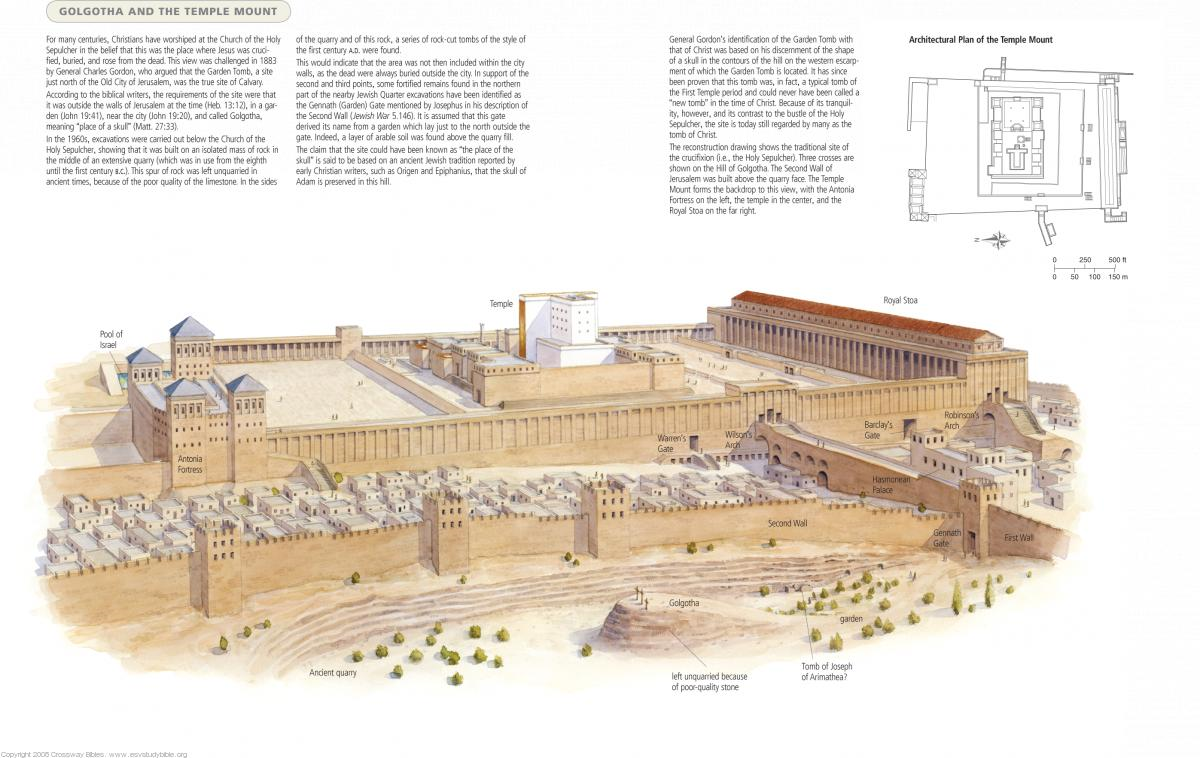 GOLGOTHA AND THE TEMPLE MOUNT
For many centuries, Christians have worshiped at the Church of the Holy
Sepulcher in the belief that this was the place where Jesus was cruci-
fied, buried, and rose from the dead. This view was challenged in 1883
by General Charles Gordon, who argued that the Garden Tomb, a site
just north of the Old City of Jerusalem, was the true site of Calvary.
According to the biblical writers, the requirements of the site were that
it was outside the walls of Jerusalem at the time (Heb. 13:12), in a gar-
den (John 19:41), near the city (John 19:20), and called Golgotha,
meaning "place of a skull" (Matt. 27:33).
In the 1960s, excavations were carried out below the Church of the
Holy Sepulcher, showing that it was built on an isolated mass of rock in
the middle of an extensive quarry (which was in use from the eighth
until the first century B.C.). This spur of rock was left unquarried in
ancient times, because of the poor quality of the limestone. In the sides
of the quarry and of this rock, a series of rock-cut tombs of the style of
the first century A.D. were found.
This would indicate that the area was not then included within the city
walls, as the dead were always buried outside the city. In support of the
second and third points, some fortified remains found in the northern
part of the nearby Jewish Quarter excavations have been identified as
the Gennath (Garden) Gate mentioned by Josephus in his description of
the Second Wall (Jewish War 5.146). It is assumed that this gate
derived its name from a garden which lay just to the north outside the
gate. Indeed, a layer of arable soil was found above the quarry fill.
The claim that the site could have been known as "the place of the
skull" is said to be based on an ancient Jewish tradition reported by
early Christian writers, such as Origen and Epiphanius, that the skull of
Adam is preserved in this hill.
General Gordon's identification of the Garden Tomb with
that of Christ was based on his discernment of the shape
of a skull in the contours of the hill on the western escarp-
ment of which the Garden Tomb is located. It has since
been proven that this tomb was, in fact, a typical tomb of
the First Temple period and could never have been called a
"new tomb" in the time of Christ. Because of its tranquil-
ity, however, and its contrast to the bustle of the Holy
Sepulcher, the site is today still regarded by many as the
tomb of Christ.
The reconstruction drawing shows the traditional site of
the crucifixion (i.e., the Holy Sepulcher). Three crosses are
shown on the Hill of Golgotha. The Second Wall of
Jerusalem was built above the quarry face. The Temple
Mount forms the backdrop to this view, with the Antonia
Fortress on the left, the temple in the center, and the
Royal Stoa on the far right.
Architectural Plan of the Temple Mount
N
0 250 500 ft
0 50 100 150 m
Temple
Royal Stoa
Pool of
Israel
Antonia
Fortress
Warren's
Gate
Wilson's
Arch
Barclay's
Gate
Robinson's
Arch
Hasmonean
Palace
Second Wall
Gennath
Gate
First Wall
Golgotha
garden
Ancient quarry
left unquarried because
of poor-quality stone
Tomb of Joseph
of Arimathea?
Copyright 2008 Crossway Bibles / www.esvstudybible.org